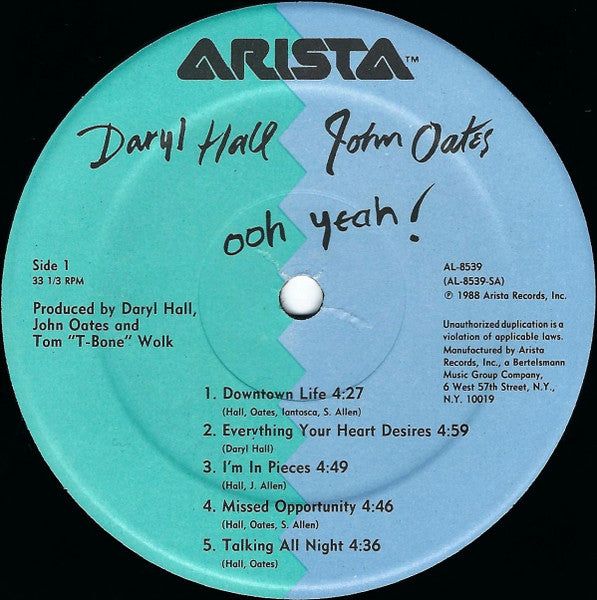 ARISTA™
Daryl Hall John Oates
ooh yeah!
Side 1
33 1/3 RPM
Produced by Daryl Hall,
John Oates and
Tom "T-Bone" Wolk
AL-8539
(AL-8539-SA)
℗ 1988 Arista Records, Inc.
Unauthorized duplication is a
violation of applicable laws.
Manufactured by Arista
Records, Inc., a Bertelsmann
Music Group Company,
6 West 57th Street, N.Y.,
N.Y. 10019
1. Downtown Life 4:27
(Hall, Oates, Iantosca, S. Allen)
2. Everything Your Heart Desires 4:59
(Daryl Hall)
3. I'm In Pieces 4:49
(Hall, J. Allen)
4. Missed Opportunity 4:46
(Hall, Oates, S. Allen)
5. Talking All Night 4:36
(Hall, Oates)